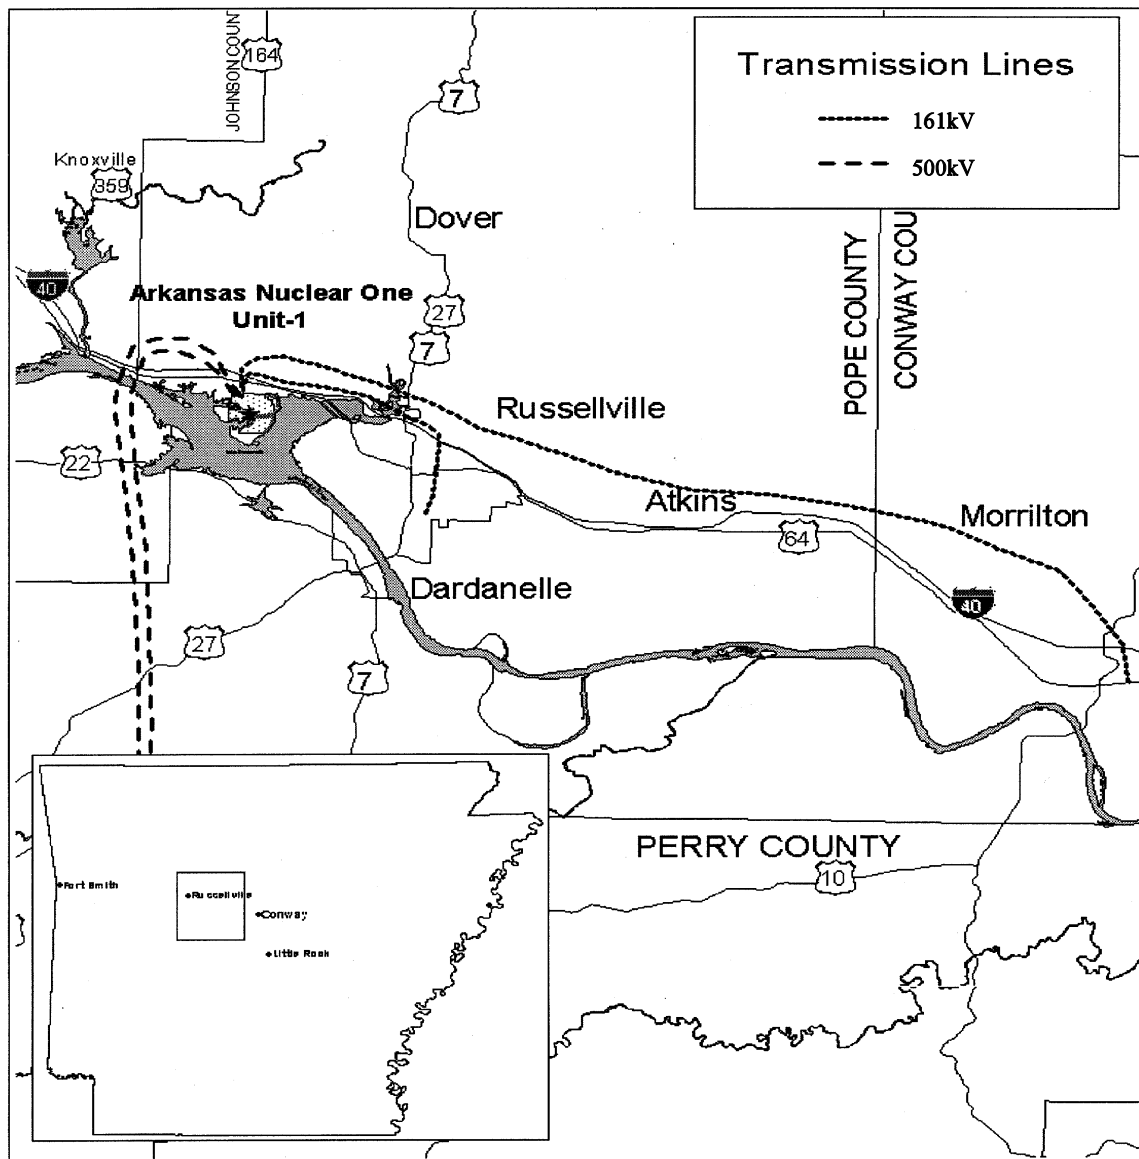 Transmission Lines
161kV
500kV
JOHNSON COUN
164
7
Knoxville
359
Dover
40
Arkansas Nuclear One
Unit-1
27
7
POPE COUNTY
CONWAY COU
Russellville
22
Atkins
Morrilton
64
Dardanelle
40
27
7
PERRY COUNTY
10
Fort Smith
Russellville
Conway
Little Rock